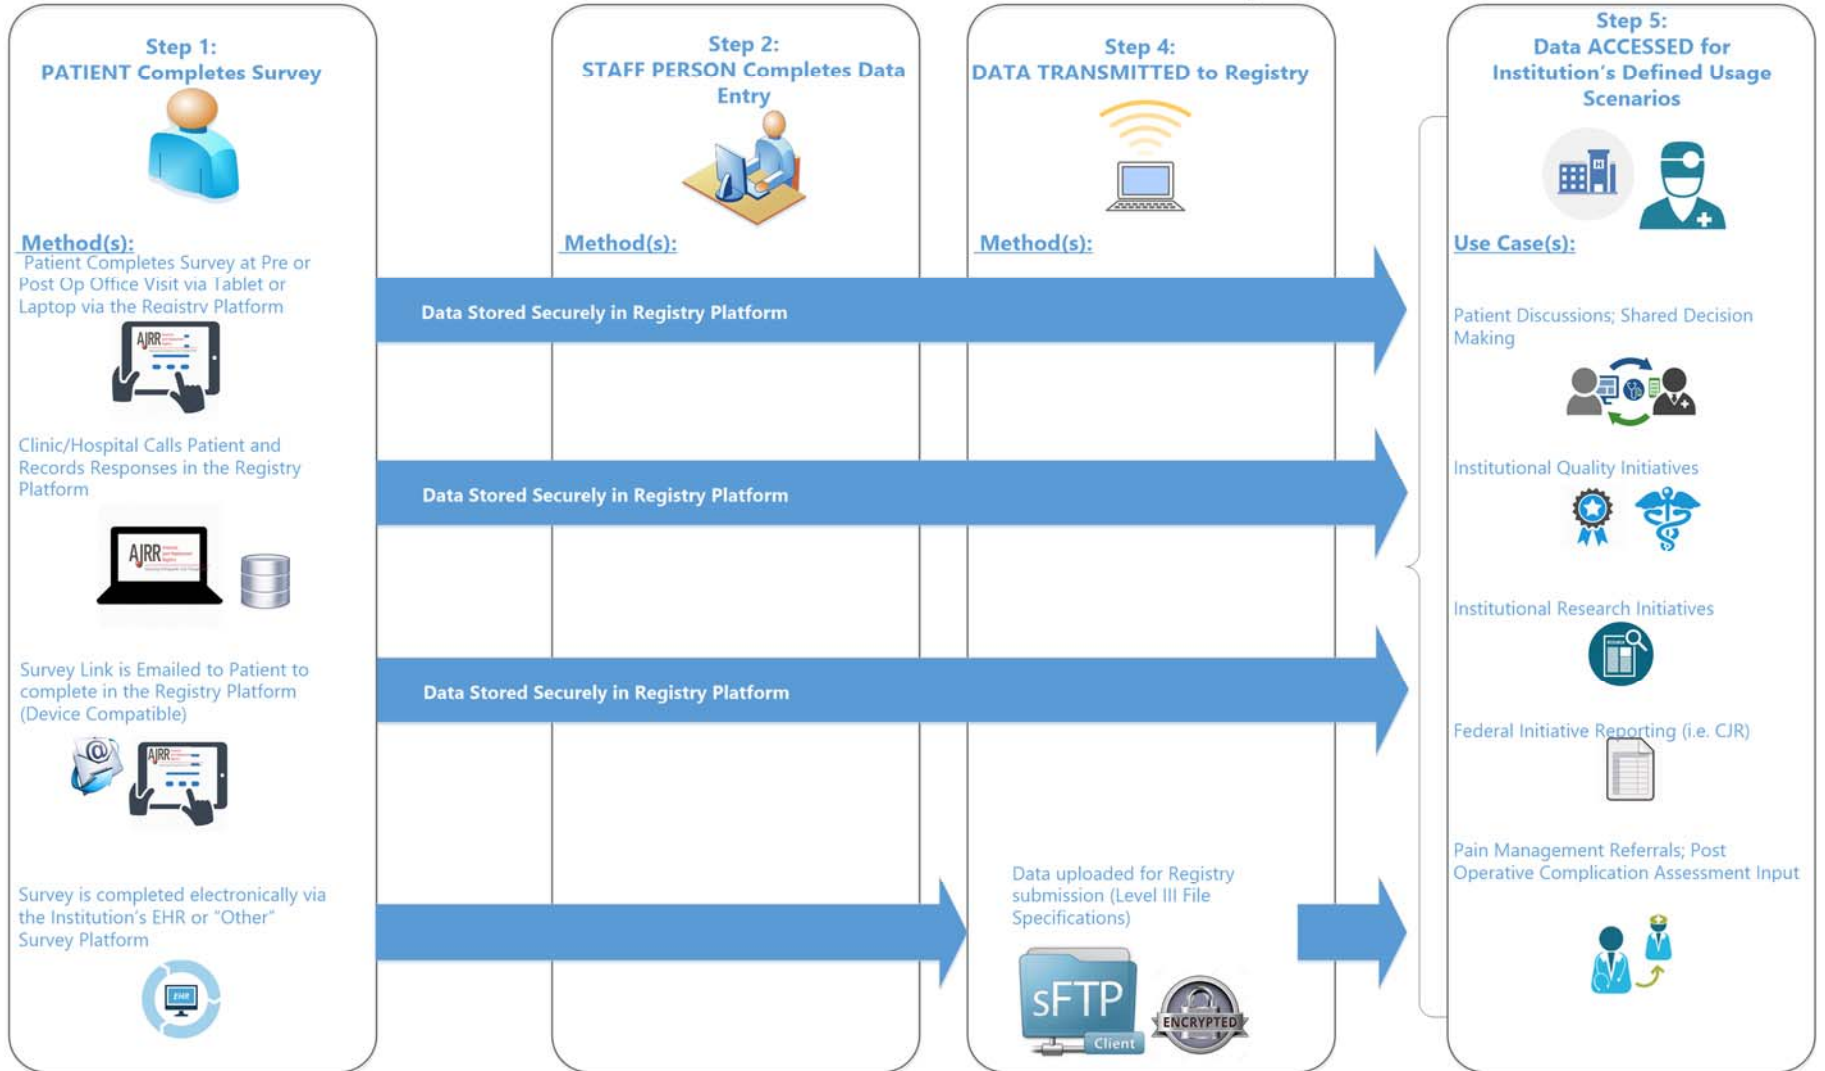 Step 1:
PATIENT Completes Survey
Method(s):
Patient Completes Survey at Pre or
Post Op Office Visit via Tablet or
Laptop via the Registry Platform
AJRR
Clinic/Hospital Calls Patient and
Records Responses in the Registry
Platform
AJRR
Survey Link is Emailed to Patient to
complete in the Registry Platform
(Device Compatible)
@
AJRR
Survey is completed electronically via
the Institution's EHR or "Other"
Survey Platform
EHR
Step 2:
STAFF PERSON Completes Data
Entry
Method(s):
Data Stored Securely in Registry Platform
Data Stored Securely in Registry Platform
Data Stored Securely in Registry Platform
Step 4:
DATA TRANSMITTED to Registry
Method(s):
Data uploaded for Registry
submission (Level III File
Specifications)
sFTP
Client
ENCRYPTED
Step 5:
Data ACCESSED for
Institution's Defined Usage
Scenarios
H
Use Case(s):
Patient Discussions; Shared Decision
Making
Institutional Quality Initiatives
Institutional Research Initiatives
Federal Initiative Reporting (i.e. CJR)
Pain Management Referrals; Post
Operative Complication Assessment Input